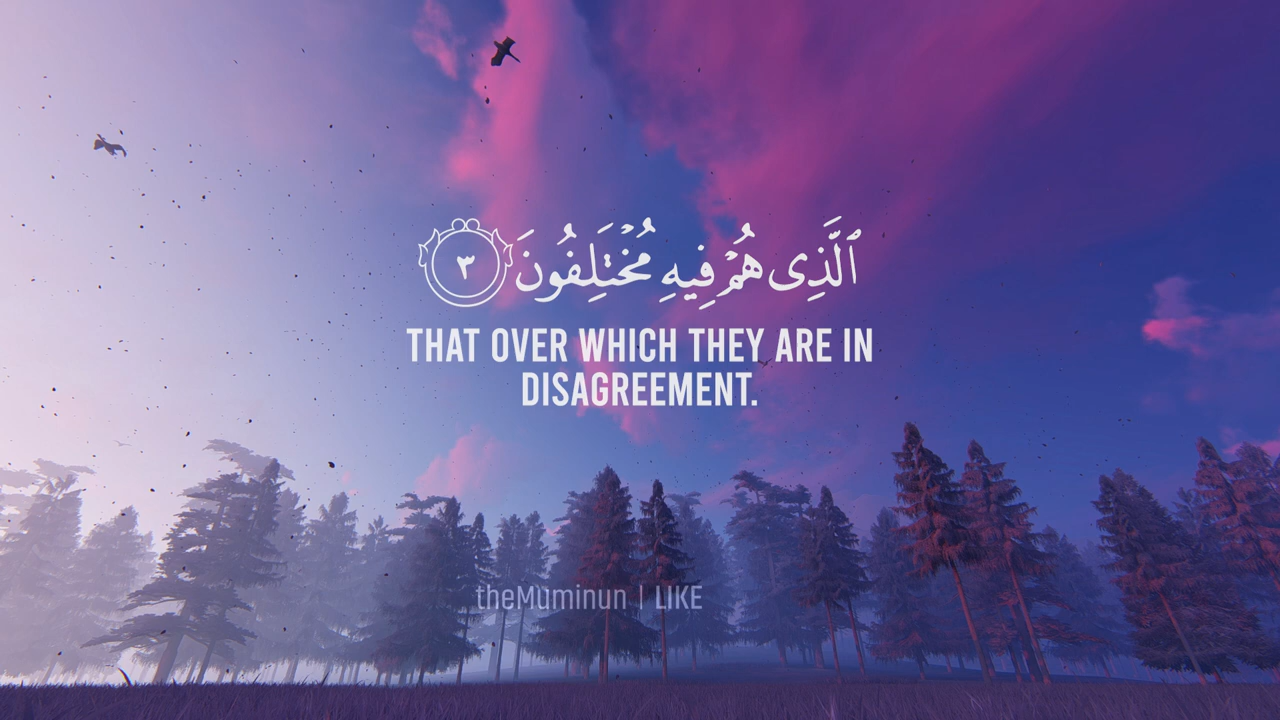 ٱلَّذِى هُمْ فِيهِ مُخْتَلِفُونَ ٣
THAT OVER WHICH THEY ARE IN
DISAGREEMENT.
theMuminun | LIKE